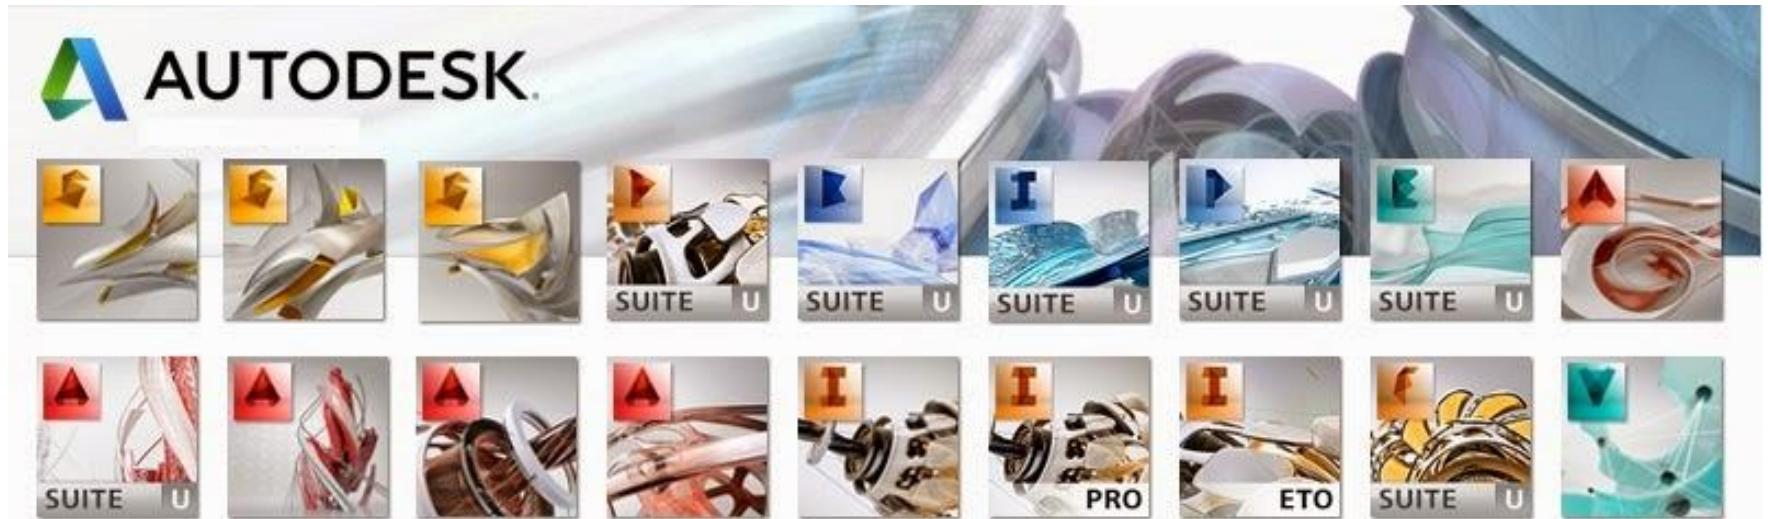 AUTODESK.
P SUITE U
B SUITE U
I SUITE U
P SUITE U
E SUITE U
A
A SUITE U
A
A
A
I
I PRO
I ETO
F SUITE U
V